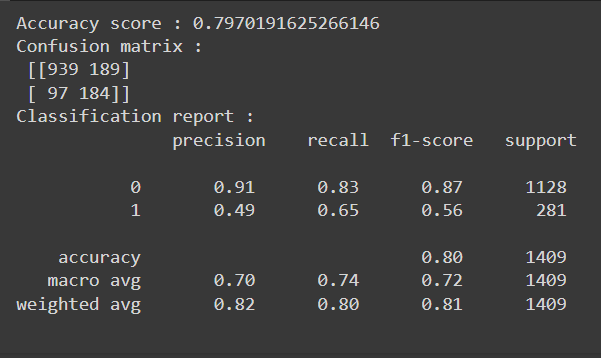 Accuracy score : 0.7970191625266146
Confusion matrix :
[[939 189]
[ 97 184]]
Classification report :
precision recall f1-score support
0 0.91 0.83 0.87 1128
1 0.49 0.65 0.56 281
accuracy 0.80 1409
macro avg 0.70 0.74 0.72 1409
weighted avg 0.82 0.80 0.81 1409